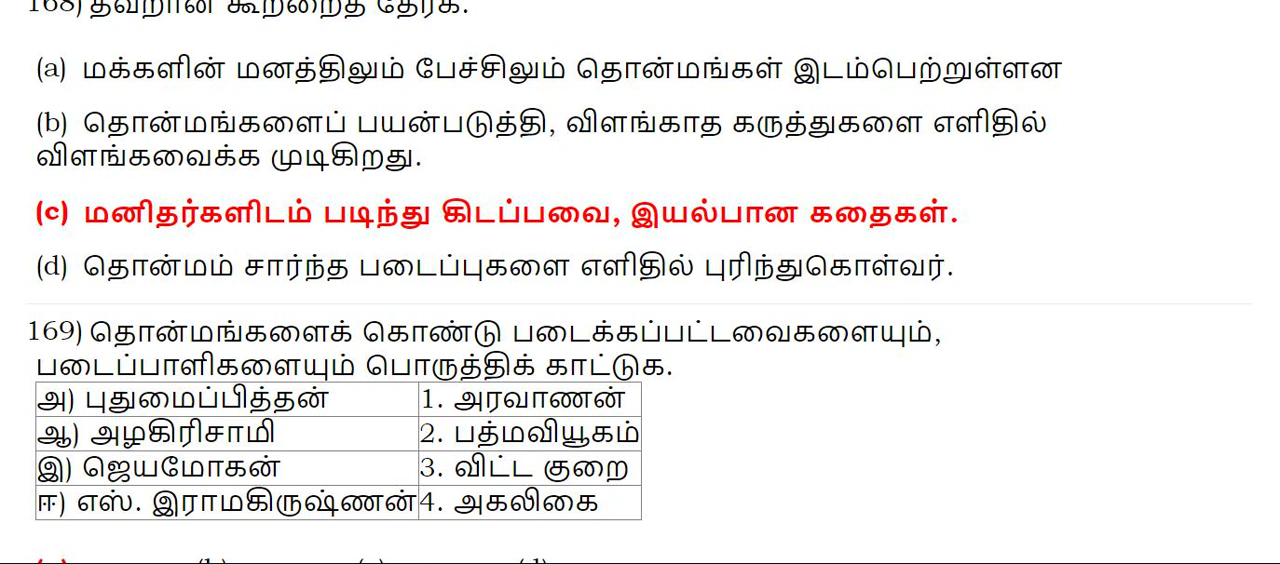 168) தவறான கூற்றைத் தேர்க.
(a) மக்களின் மனத்திலும் பேச்சிலும் தொன்மங்கள் இடம்பெற்றுள்ளன
(b) தொன்மங்களைப் பயன்படுத்தி, விளங்காத கருத்துகளை எளிதில்
விளங்கவைக்க முடிகிறது.
(c) மனிதர்களிடம் படிந்து கிடப்பவை, இயல்பான கதைகள்.
(d) தொன்மம் சார்ந்த படைப்புகளை எளிதில் புரிந்துகொள்வர்.
169) தொன்மங்களைக் கொண்டு படைக்கப்பட்டவைகளையும்,
படைப்பாளிகளையும் பொருத்திக் காட்டுக.
அ) புதுமைப்பித்தன் 1. அரவாணன்
ஆ) அழகிரிசாமி 2. பத்மவியூகம்
இ) ஜெயமோகன் 3. விட்ட குறை
ஈ) எஸ். இராமகிருஷ்ணன் 4. அகலிகை